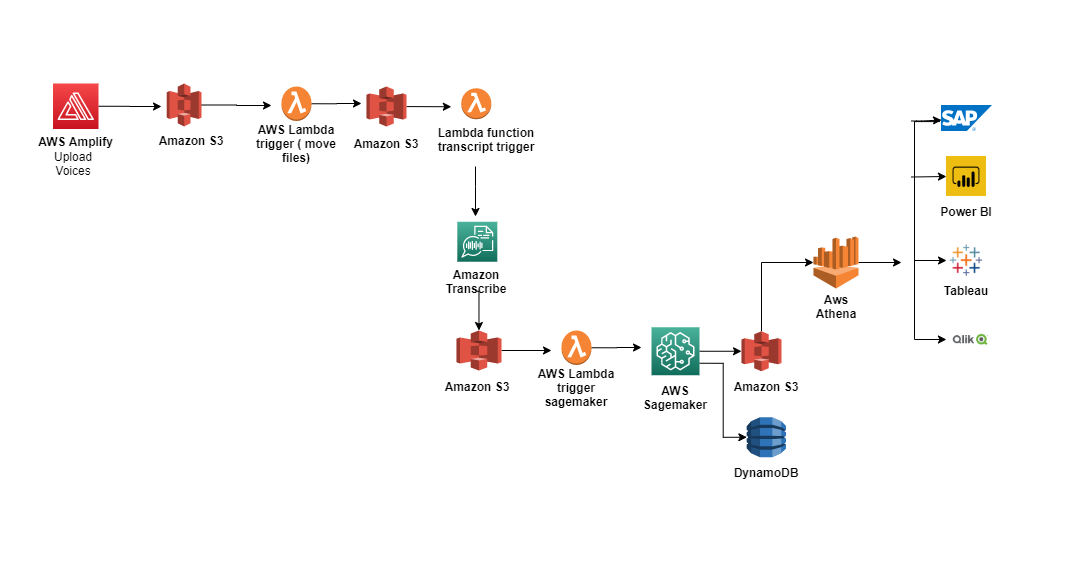 AWS Amplify
Upload
Voices
Amazon S3
AWS Lambda
trigger ( move
files)
Amazon S3
Lambda function
transcript trigger
Amazon
Transcribe
Amazon S3
AWS Lambda
trigger
sagemaker
AWS
Sagemaker
Amazon S3
DynamoDB
Aws
Athena
SAP
Power BI
Tableau
Qlik